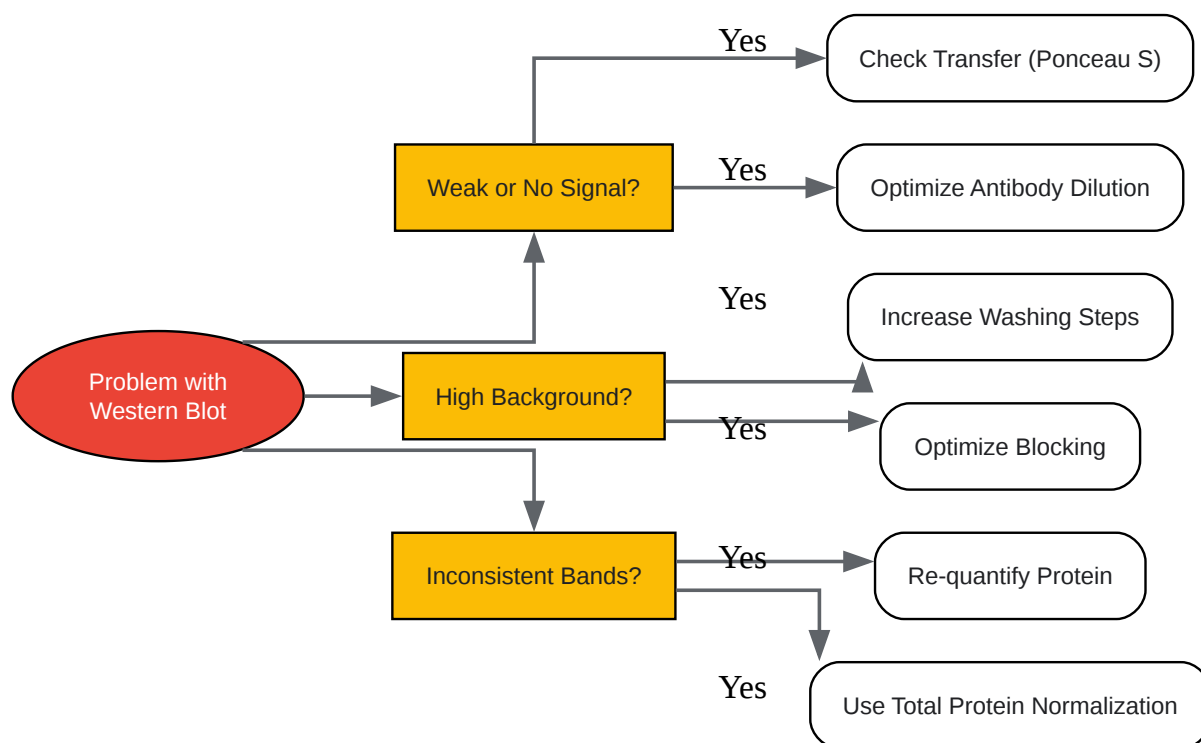 Yes
Check Transfer (Ponceau S)
Weak or No Signal?
Yes
Optimize Antibody Dilution
Yes
Increase Washing Steps
Problem with
Western Blot
High Background?
Yes
Optimize Blocking
Inconsistent Bands?
Yes
Re-quantify Protein
Yes
Use Total Protein Normalization